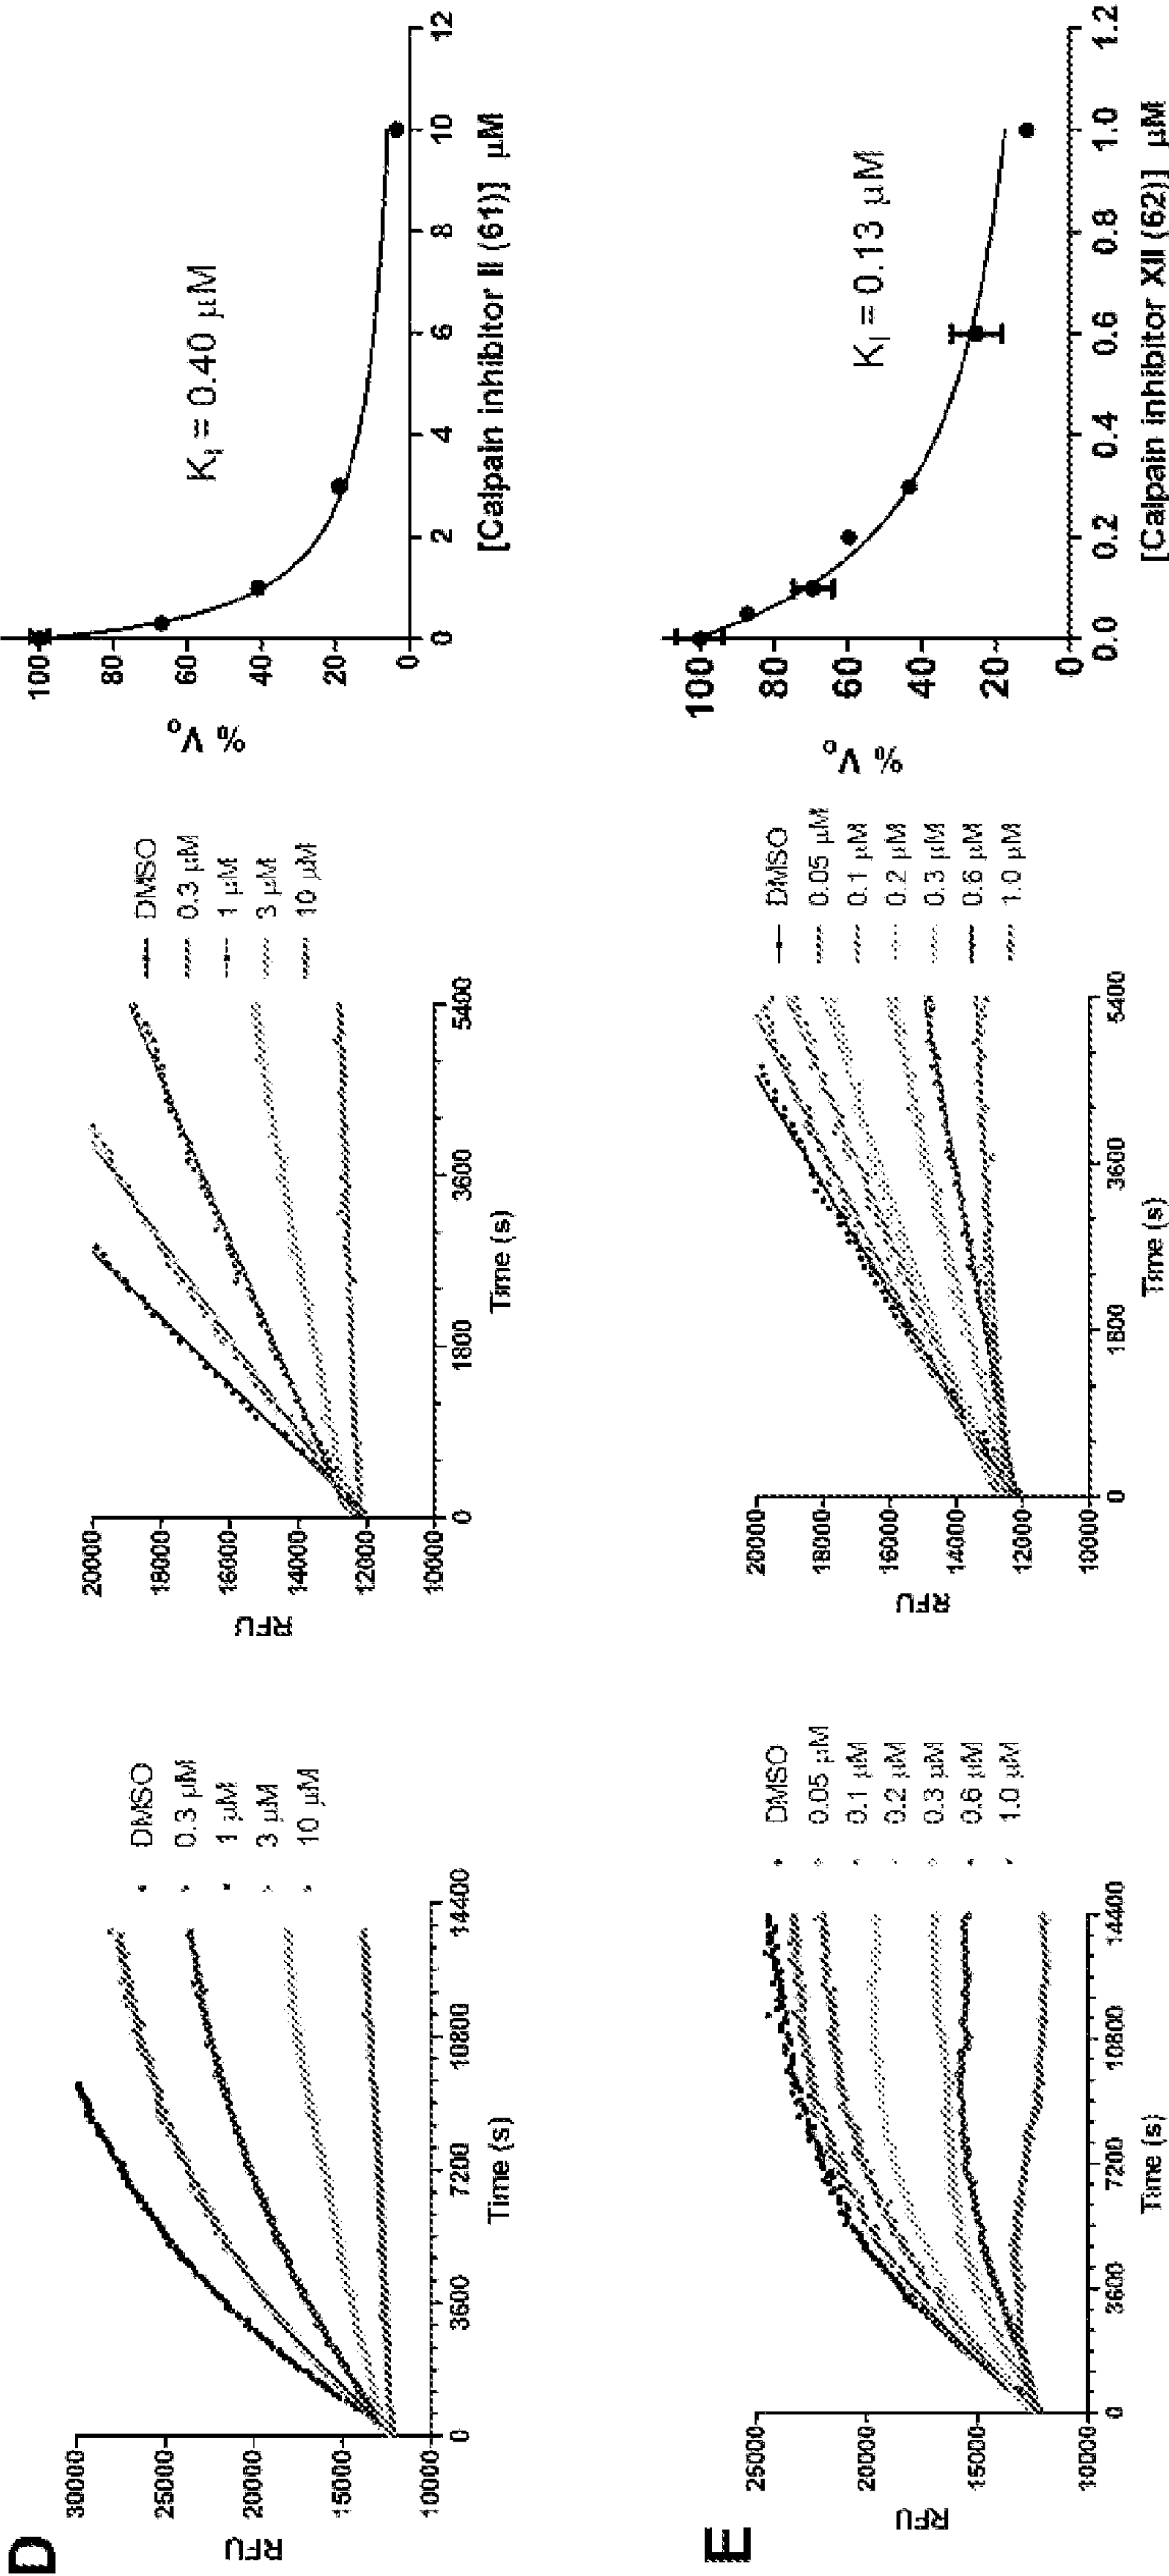 D
RFU
30000
25000
20000
15000
10000
0
3600
7200
10800
14400
Time (s)
DMSO
0.3 μM
1 μM
3 μM
10 μM
RFU
20000
18000
16000
14000
12000
10000
0
1800
3600
5400
Time (s)
DMSO
0.3 μM
1 μM
3 μM
10 μM
% Vo
100
80
60
40
20
0
0
2
4
6
8
10
12
KI = 0.40 μM
[Calpain inhibitor II (61)] μM
E
RFU
25000
20000
15000
10000
0
3600
7200
10800
14400
Time (s)
DMSO
0.05 μM
0.1 μM
0.2 μM
0.3 μM
0.6 μM
1.0 μM
RFU
20000
18000
16000
14000
12000
10000
0
1800
3600
5400
Time (s)
DMSO
0.05 μM
0.1 μM
0.2 μM
0.3 μM
0.6 μM
1.0 μM
% Vo
100
80
60
40
20
0
0.0
0.2
0.4
0.6
0.8
1.0
1.2
KI = 0.13 μM
[Calpain inhibitor XII (62)] μM